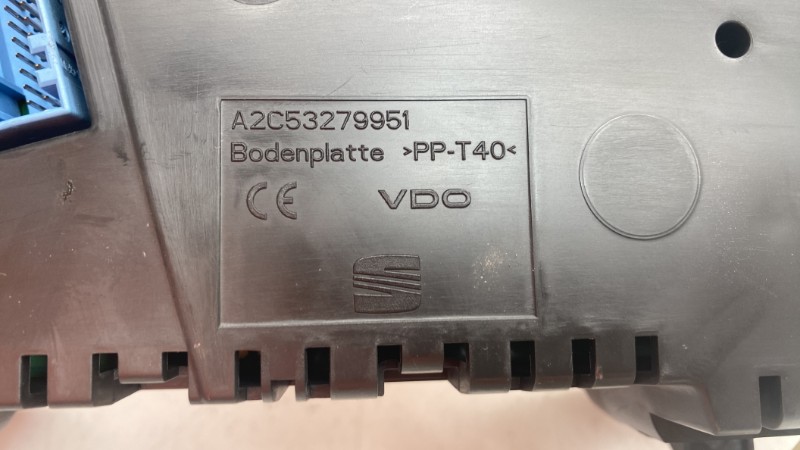 A2C53279951
Bodenplatte >PP-T40<
CE
VDO